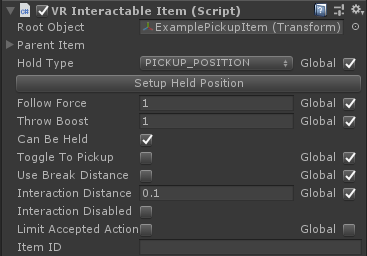 VR Interactable Item (Script)
Root Object ExamplePickupItem (Transform)
Parent Item
Hold Type PICKUP_POSITION Global
Setup Held Position
Follow Force 1 Global
Throw Boost 1 Global
Can Be Held
Toggle To Pickup Global
Use Break Distance Global
Interaction Distance 0.1 Global
Interaction Disabled
Limit Accepted Action Global
Item ID